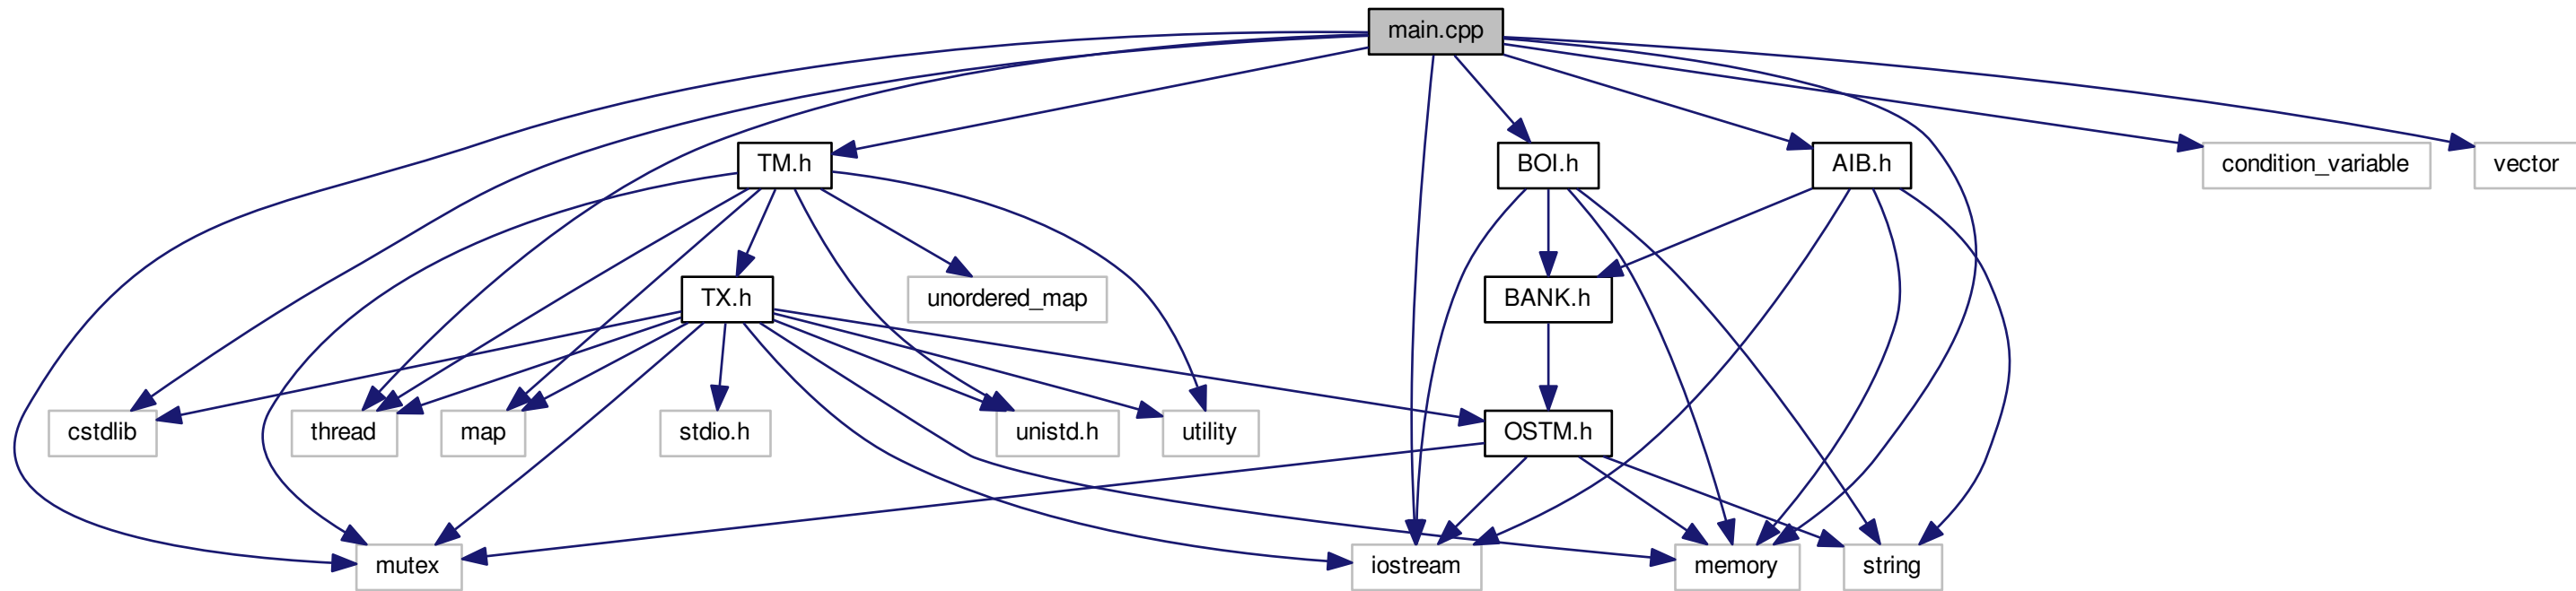 main.cpp
TM.h
BOI.h
AIB.h
condition_variable
vector
TX.h
unordered_map
BANK.h
cstdlib
thread
map
stdio.h
unistd.h
utility
OSTM.h
mutex
iostream
memory
string